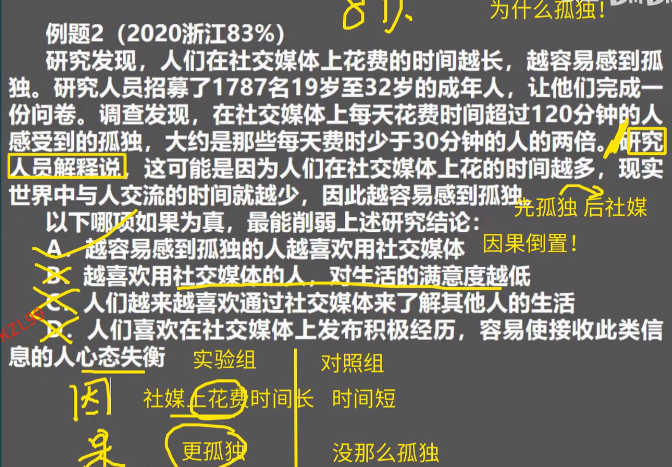 为什么孤独！
例题2（2020浙江83%）
研究发现，人们在社交媒体上花费的时间越长，越容易感到孤
独。研究人员招募了1787名19岁至32岁的成年人，让他们完成一
份问卷。调查发现，在社交媒体上每天花费时间超过120分钟的人
感受到的孤独，大约是那些每天费时少于30分钟的人的两倍。研究
人员解释说，这可能是因为人们在社交媒体上花的时间越多，现实
世界中与人交流的时间就越少，因此越容易感到孤独。
先孤独 后社媒
以下哪项如果为真，最能削弱上述研究结论：
A．越容易感到孤独的人越喜欢用社交媒体
因果倒置！
B．越喜欢用社交媒体的人，对生活的满意度越低
C．人们越来越喜欢通过社交媒体来了解其他人的生活
D．人们喜欢在社交媒体上发布积极经历，容易使接收此类信
息的人心态失衡
实验组 对照组
因 社媒上花费时间长 时间短
果 更孤独 没那么孤独